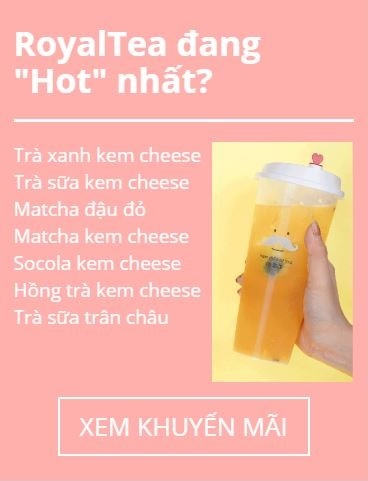 RoyalTea đang
"Hot" nhất?
Trà xanh kem cheese
Trà sữa kem cheese
Matcha đậu đỏ
Matcha kem cheese
Socola kem cheese
Hồng trà kem cheese
Trà sữa trân châu
XEM KHUYẾN MÃI